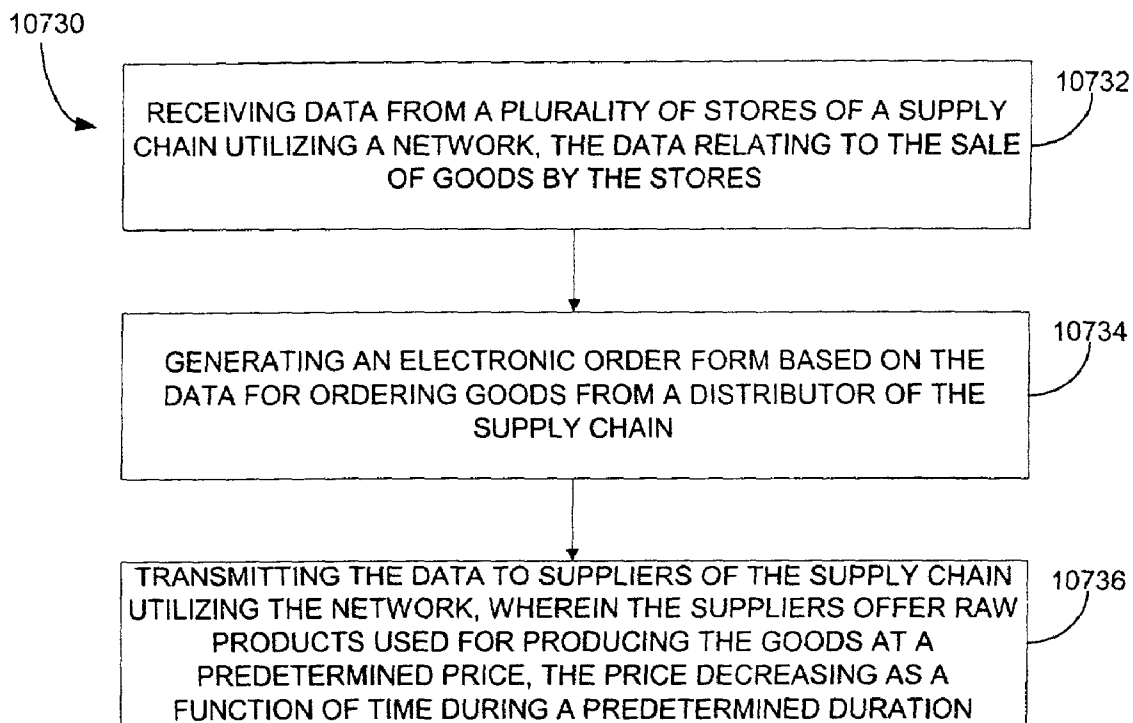 10730
10732
RECEIVING DATA FROM A PLURALITY OF STORES OF A SUPPLY
CHAIN UTILIZING A NETWORK, THE DATA RELATING TO THE SALE
OF GOODS BY THE STORES
10734
GENERATING AN ELECTRONIC ORDER FORM BASED ON THE
DATA FOR ORDERING GOODS FROM A DISTRIBUTOR OF THE
SUPPLY CHAIN
10736
TRANSMITTING THE DATA TO SUPPLIERS OF THE SUPPLY CHAIN
UTILIZING THE NETWORK, WHEREIN THE SUPPLIERS OFFER RAW
PRODUCTS USED FOR PRODUCING THE GOODS AT A
PREDETERMINED PRICE, THE PRICE DECREASING AS A
FUNCTION OF TIME DURING A PREDETERMINED DURATION